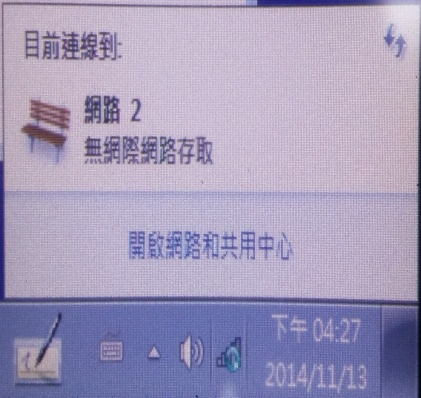 目前連線到:
網路 2
無網際網路存取
開啟網路和共用中心
下午 04:27
2014/11/13